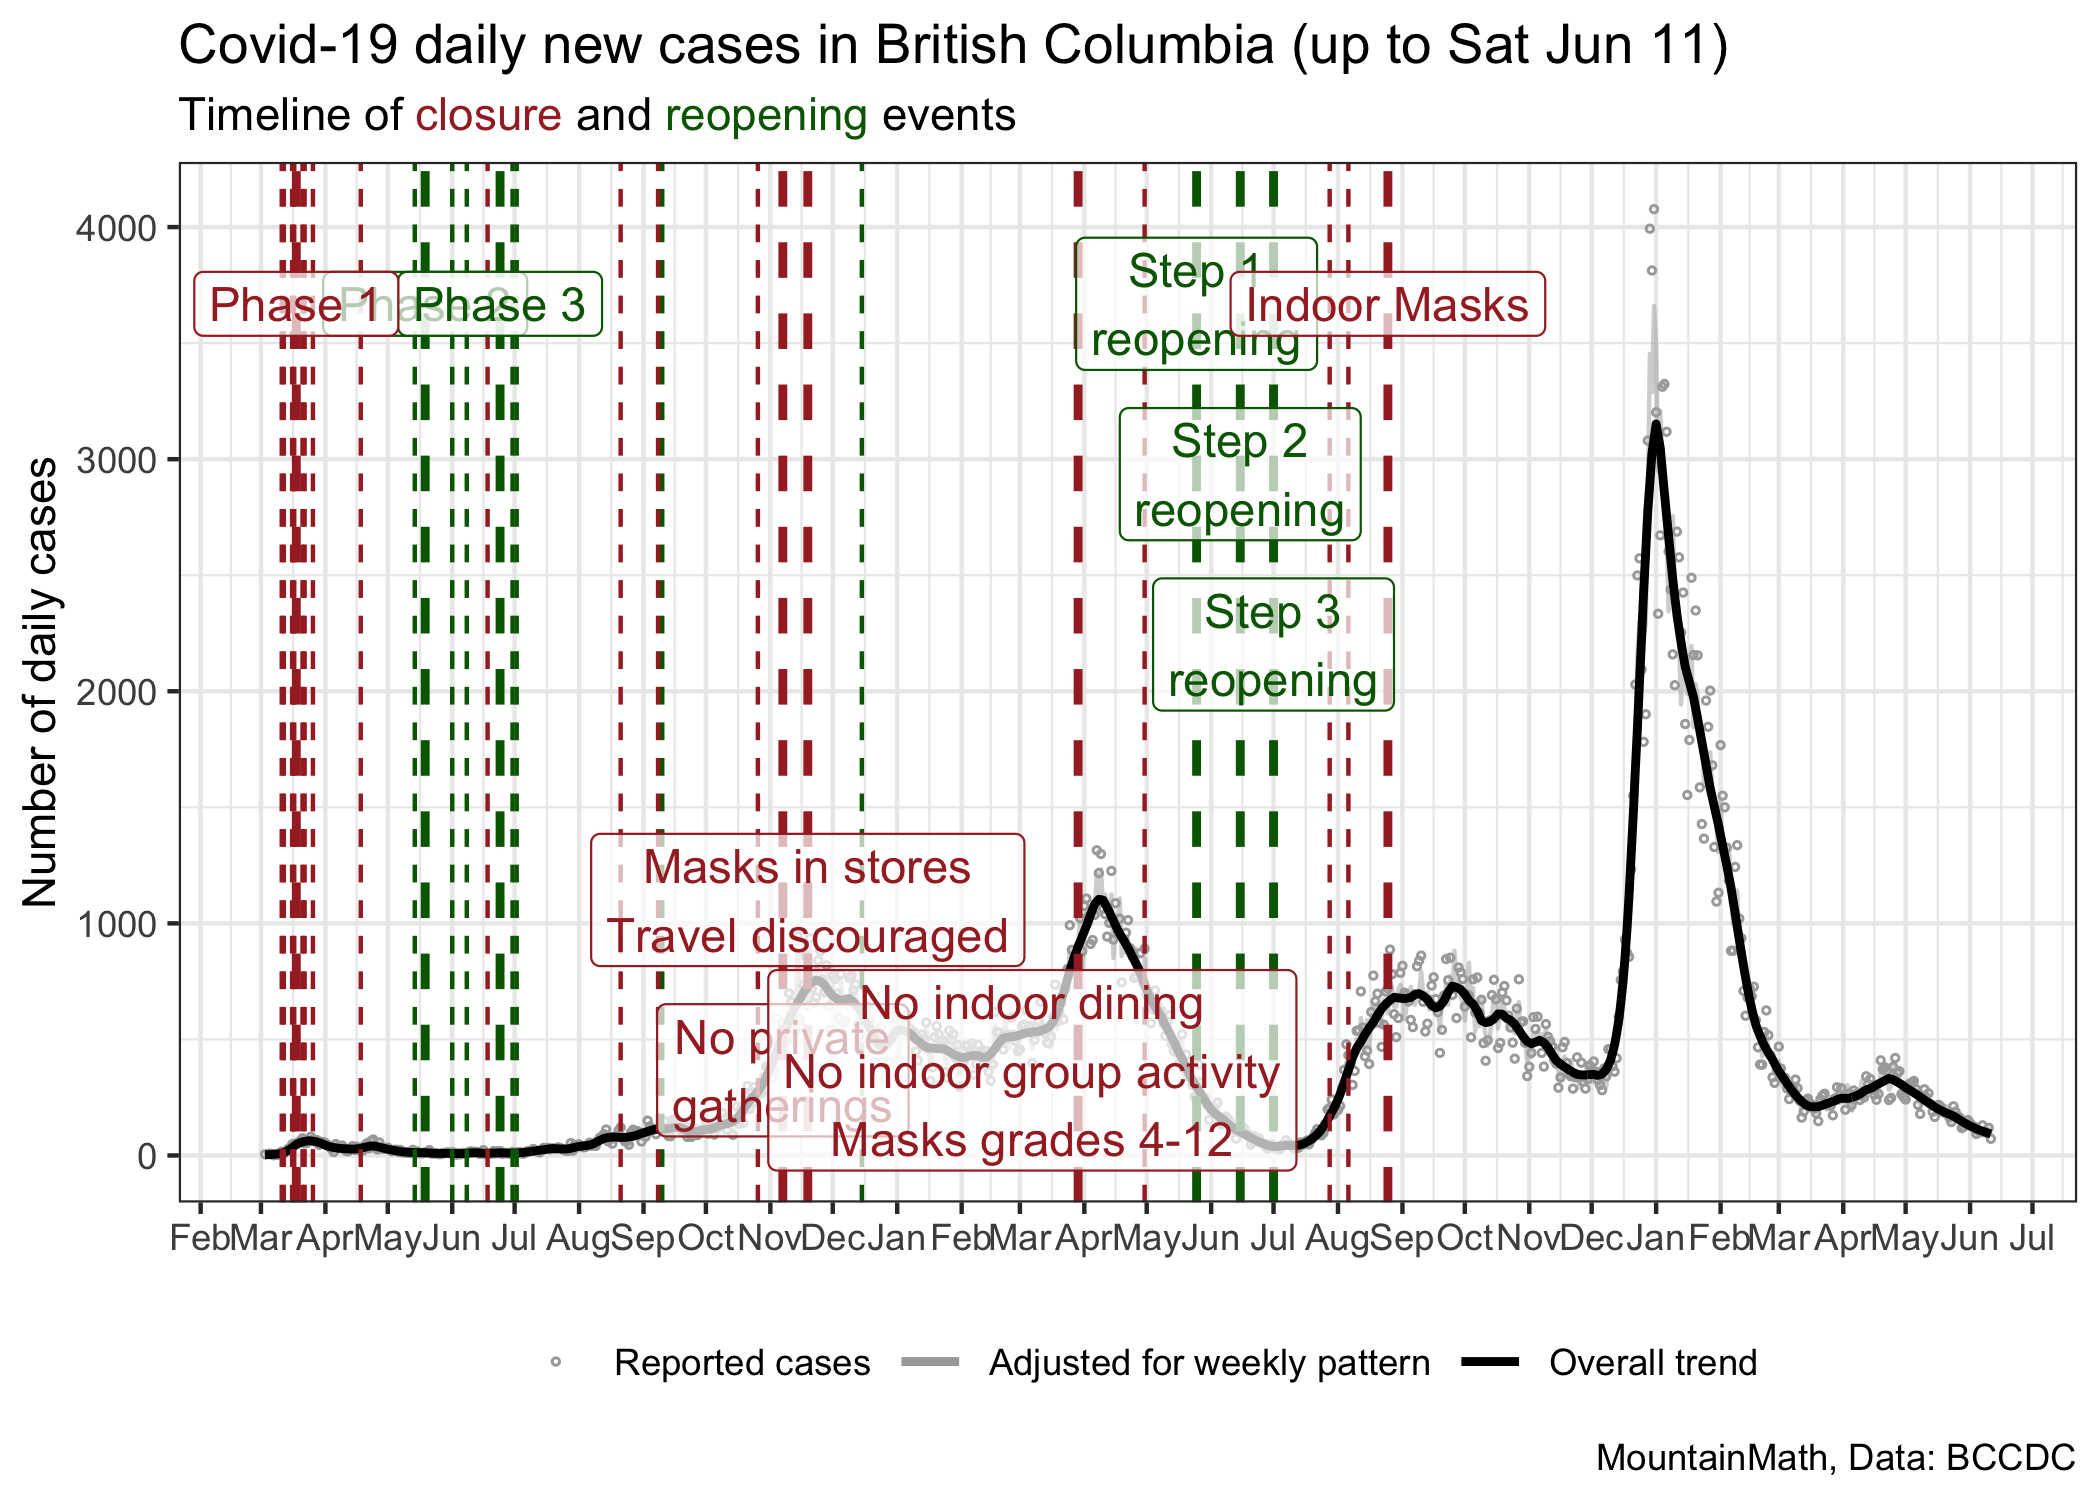 Covid-19 daily new cases in British Columbia (up to Sat Jun 11)
Timeline of closure and reopening events
Number of daily cases
4000
3000
2000
1000
0
Phase 1
Phase 2
Phase 3
Step 1
reopening
Indoor Masks
Step 2
reopening
Step 3
reopening
Masks in stores
Travel discouraged
No private
gatherings
No indoor dining
No indoor group activity
Masks grades 4-12
Feb Mar Apr May Jun Jul Aug Sep Oct Nov Dec Jan Feb Mar Apr May Jun Jul Aug Sep Oct Nov Dec Jan Feb Mar Apr May Jun Jul
Reported cases Adjusted for weekly pattern Overall trend
MountainMath, Data: BCCDC